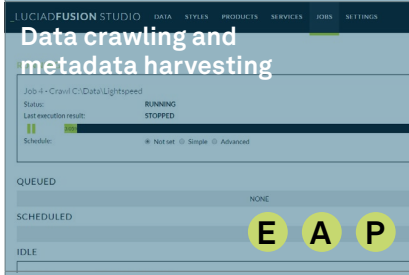 _LUCIADFUSION STUDIO DATA STYLES PRODUCTS SERVICES JOBS SETTINGS
Data crawling and
metadata harvesting
Job 4 - Crawl C:\Data\Lightspeed
Status: RUNNING
Last execution result: STOPPED
Schedule: Not set Simple Advanced
QUEUED
NONE
SCHEDULED
E A P
IDLE